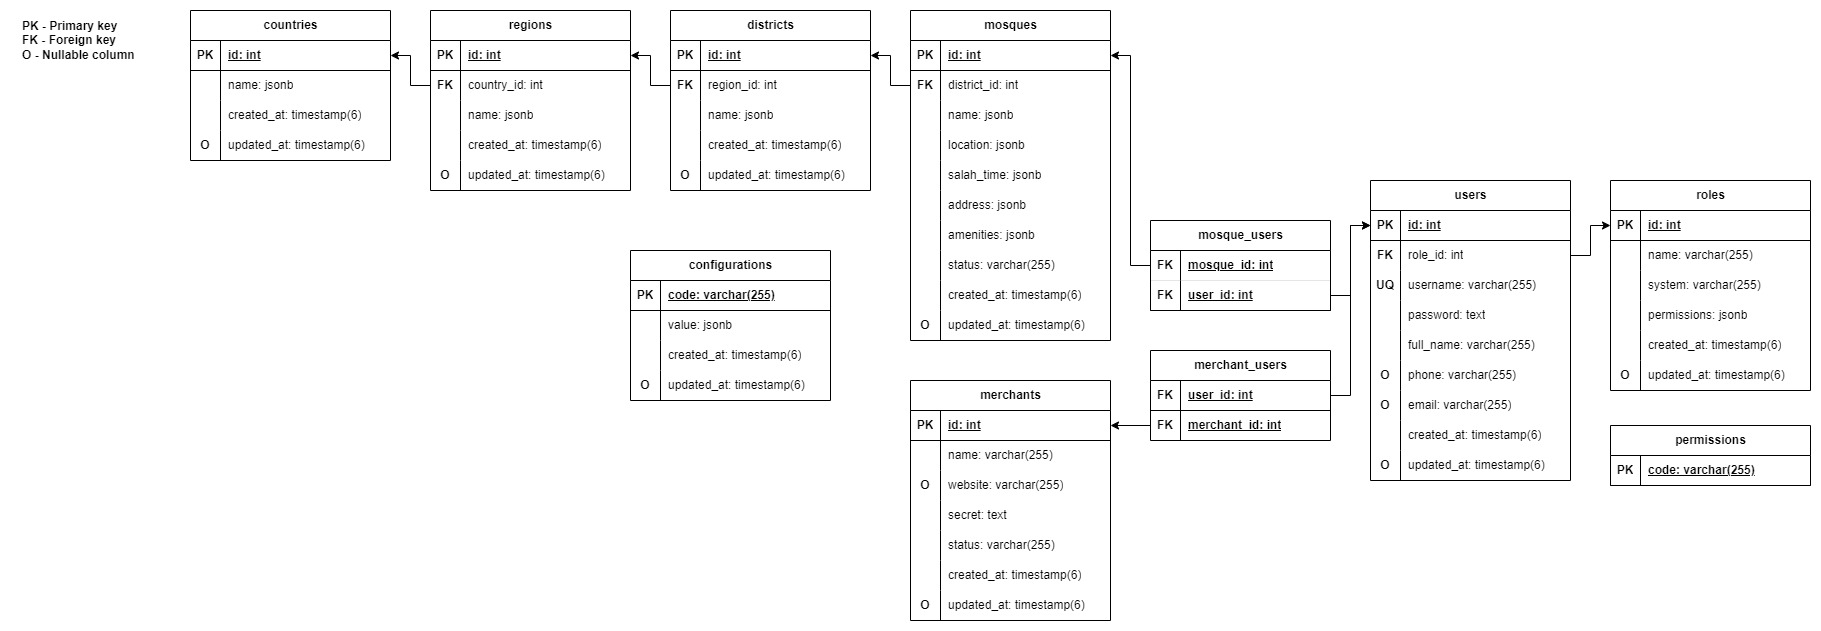 PK - Primary key
FK - Foreign key
O - Nullable column
countries
PK id: int
name: jsonb
created_at: timestamp(6)
O updated_at: timestamp(6)
regions
PK id: int
FK country_id: int
name: jsonb
created_at: timestamp(6)
O updated_at: timestamp(6)
districts
PK id: int
FK region_id: int
name: jsonb
created_at: timestamp(6)
O updated_at: timestamp(6)
mosques
PK id: int
FK district_id: int
name: jsonb
location: jsonb
salah_time: jsonb
address: jsonb
amenities: jsonb
status: varchar(255)
created_at: timestamp(6)
O updated_at: timestamp(6)
configurations
PK code: varchar(255)
value: jsonb
created_at: timestamp(6)
O updated_at: timestamp(6)
mosque_users
FK mosque_id: int
FK user_id: int
merchant_users
FK user_id: int
FK merchant_id: int
merchants
PK id: int
name: varchar(255)
O website: varchar(255)
secret: text
status: varchar(255)
created_at: timestamp(6)
O updated_at: timestamp(6)
users
PK id: int
FK role_id: int
UQ username: varchar(255)
password: text
full_name: varchar(255)
O phone: varchar(255)
O email: varchar(255)
created_at: timestamp(6)
O updated_at: timestamp(6)
roles
PK id: int
name: varchar(255)
system: varchar(255)
permissions: jsonb
created_at: timestamp(6)
O updated_at: timestamp(6)
permissions
PK code: varchar(255)